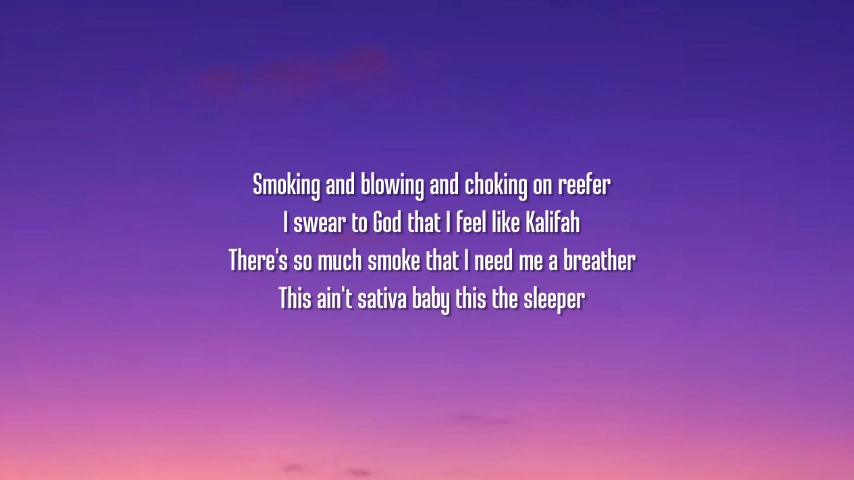 Smoking and blowing and choking on reefer
I swear to God that I feel like Kalifah
There's so much smoke that I need me a breather
This ain't sativa baby this the sleeper